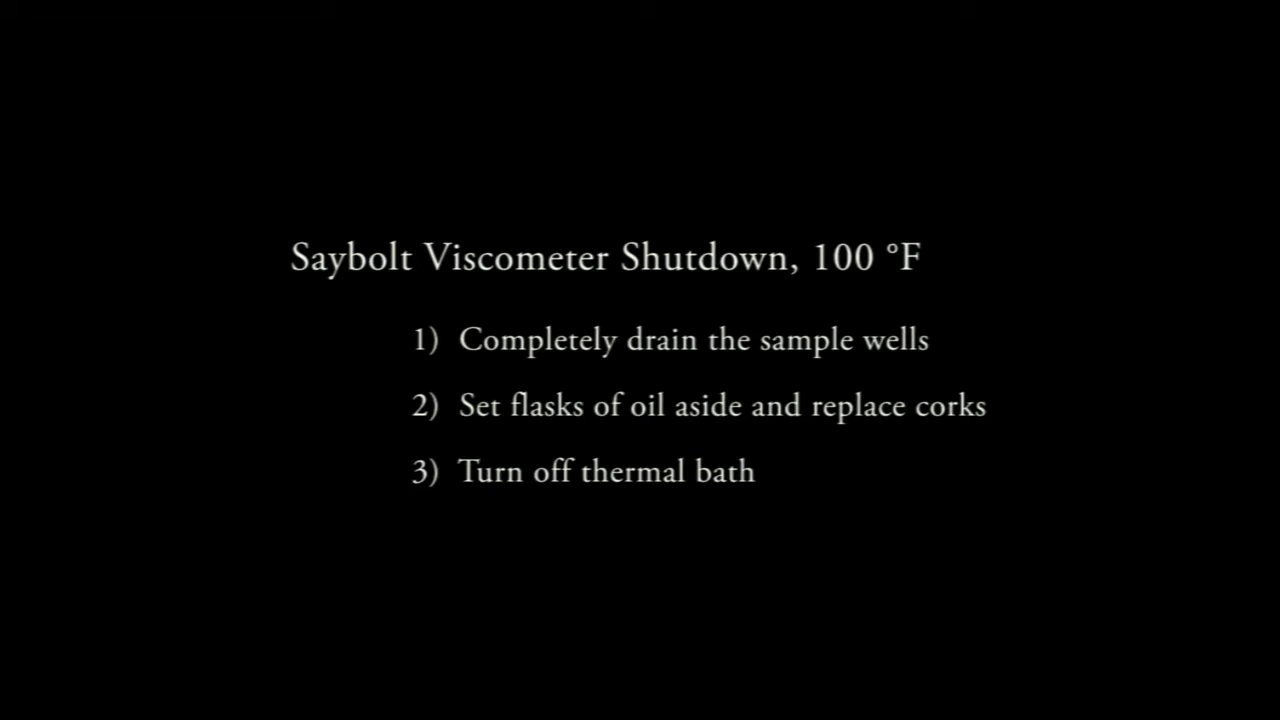 Saybolt Viscometer Shutdown, 100 °F
1) Completely drain the sample wells
2) Set flasks of oil aside and replace corks
3) Turn off thermal bath